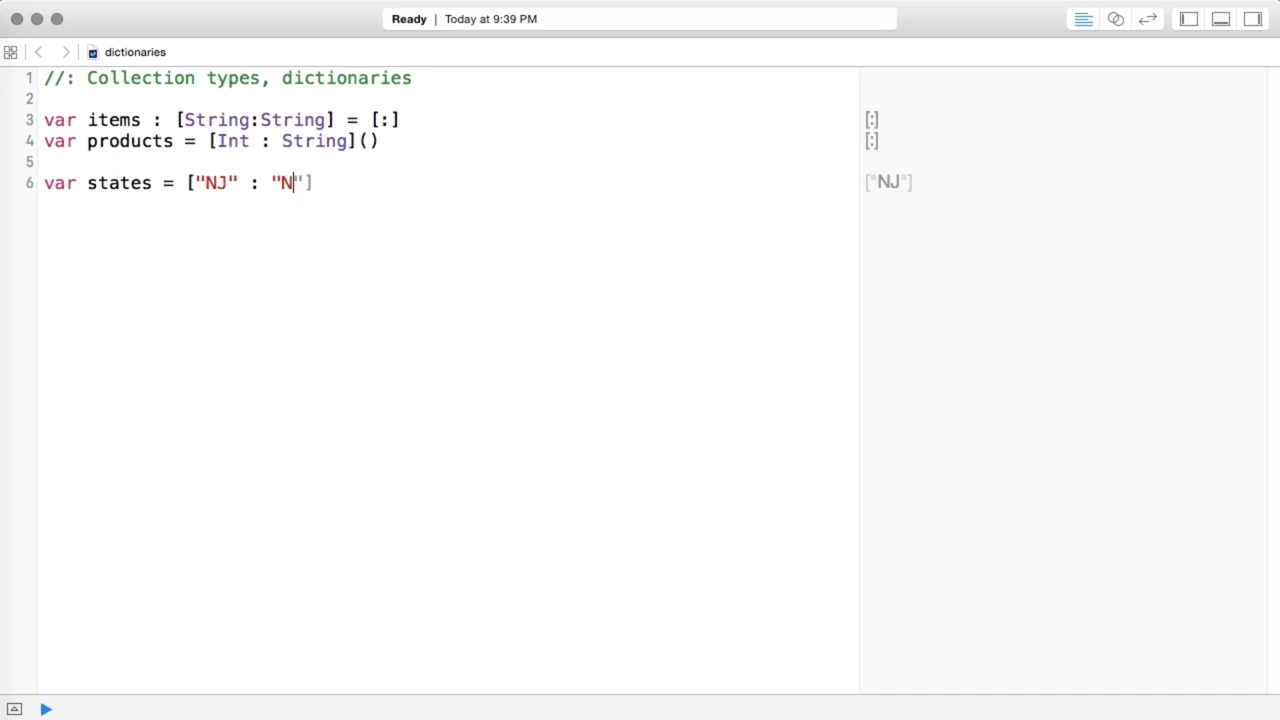 Ready | Today at 9:39 PM
dictionaries
1 //: Collection types, dictionaries
2
3 var items : [String:String] = [:] [:]
4 var products = [Int : String]() [:]
5
6 var states = ["NJ" : "N"] ["NJ"]